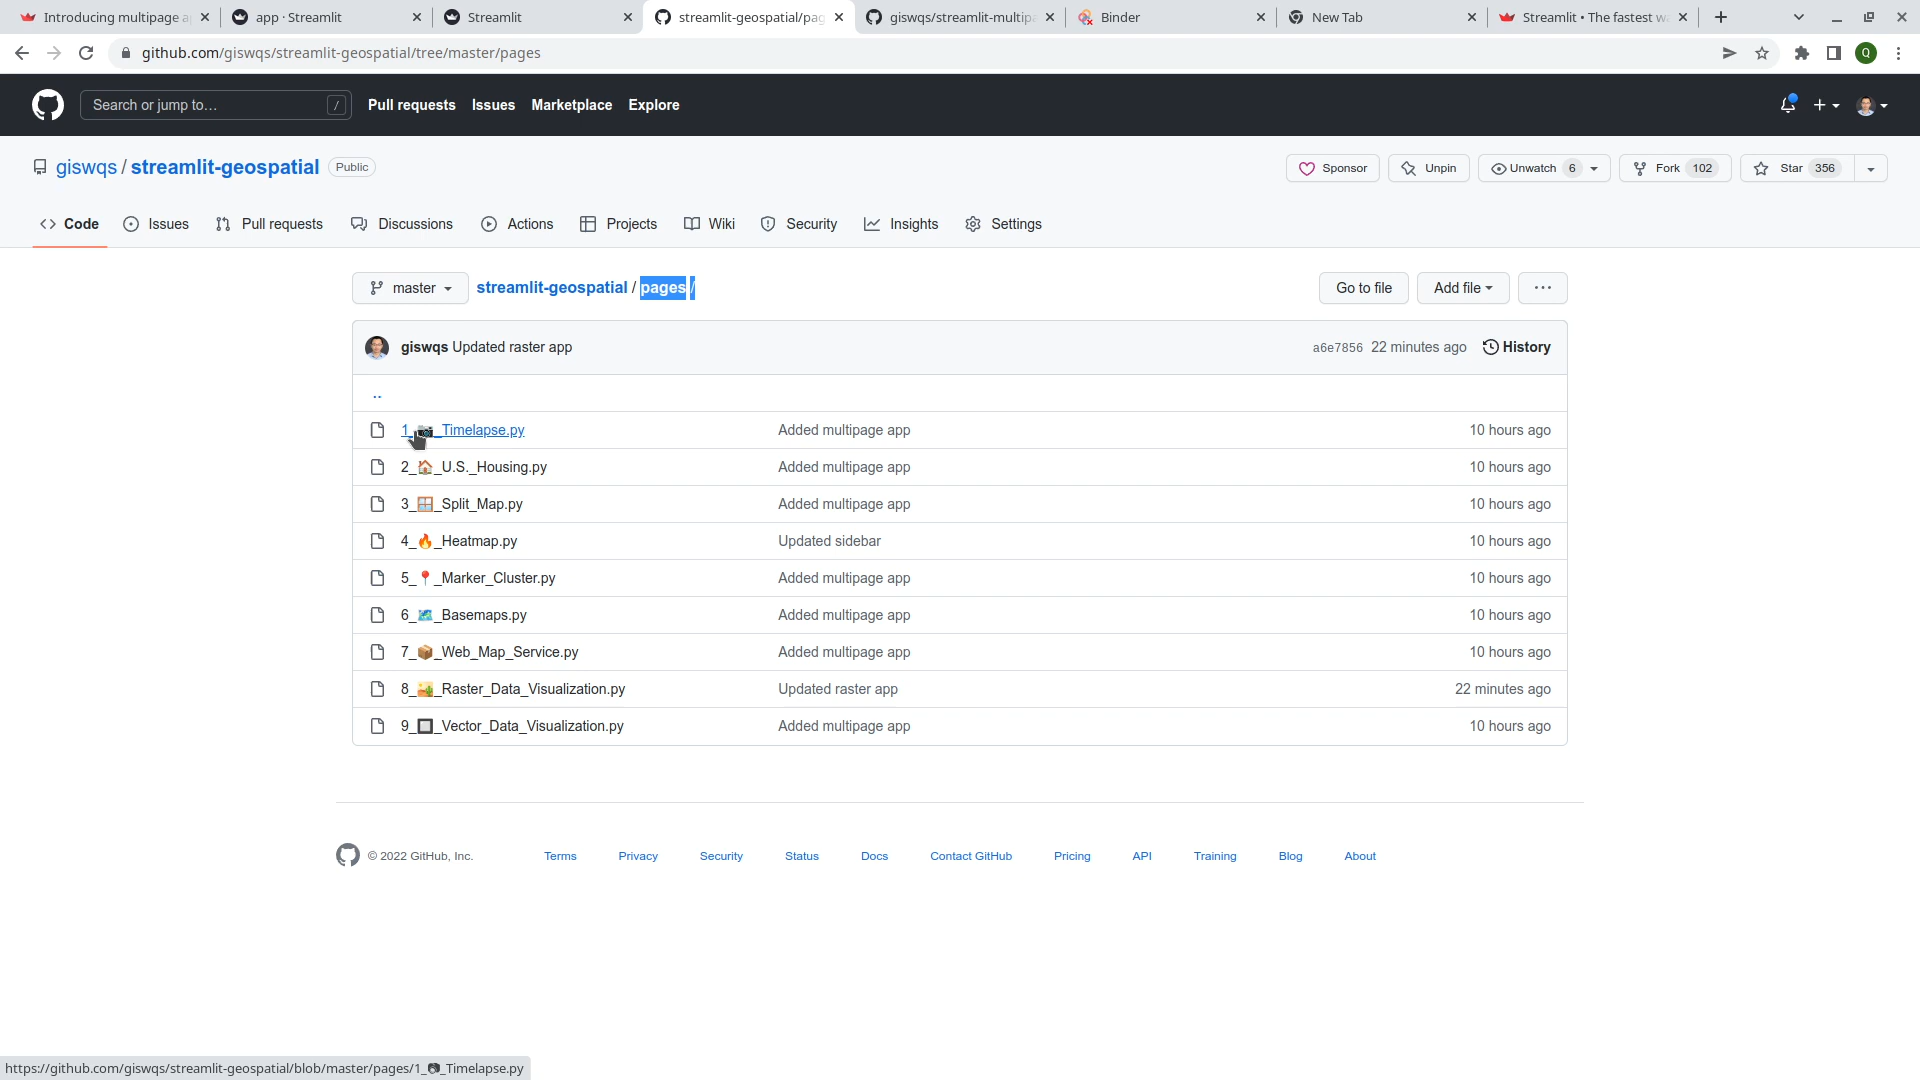 Introducing multipage a
app · Streamlit
Streamlit
streamlit-geospatial/pag
giswqs/streamlit-multipa
Binder
New Tab
Streamlit • The fastest w
github.com/giswqs/streamlit-geospatial/tree/master/pages
Q
Search or jump to...
/
Pull requests
Issues
Marketplace
Explore
giswqs / streamlit-geospatial
Public
Sponsor
Unpin
Unwatch 6
Fork 102
Star 356
Code
Issues
Pull requests
Discussions
Actions
Projects
Wiki
Security
Insights
Settings
master
streamlit-geospatial / pages /
Go to file
Add file
giswqs Updated raster app
a6e7856 22 minutes ago
History
..
1_📷_Timelapse.py
Added multipage app
10 hours ago
2_🏠_U.S._Housing.py
Added multipage app
10 hours ago
3_🪟_Split_Map.py
Added multipage app
10 hours ago
4_🔥_Heatmap.py
Updated sidebar
10 hours ago
5_📍_Marker_Cluster.py
Added multipage app
10 hours ago
6_🗺️_Basemaps.py
Added multipage app
10 hours ago
7_📦_Web_Map_Service.py
Added multipage app
10 hours ago
8_🏜️_Raster_Data_Visualization.py
Updated raster app
22 minutes ago
9_🔲_Vector_Data_Visualization.py
Added multipage app
10 hours ago
© 2022 GitHub, Inc.
Terms
Privacy
Security
Status
Docs
Contact GitHub
Pricing
API
Training
Blog
About
https://github.com/giswqs/streamlit-geospatial/blob/master/pages/1_📷_Timelapse.py